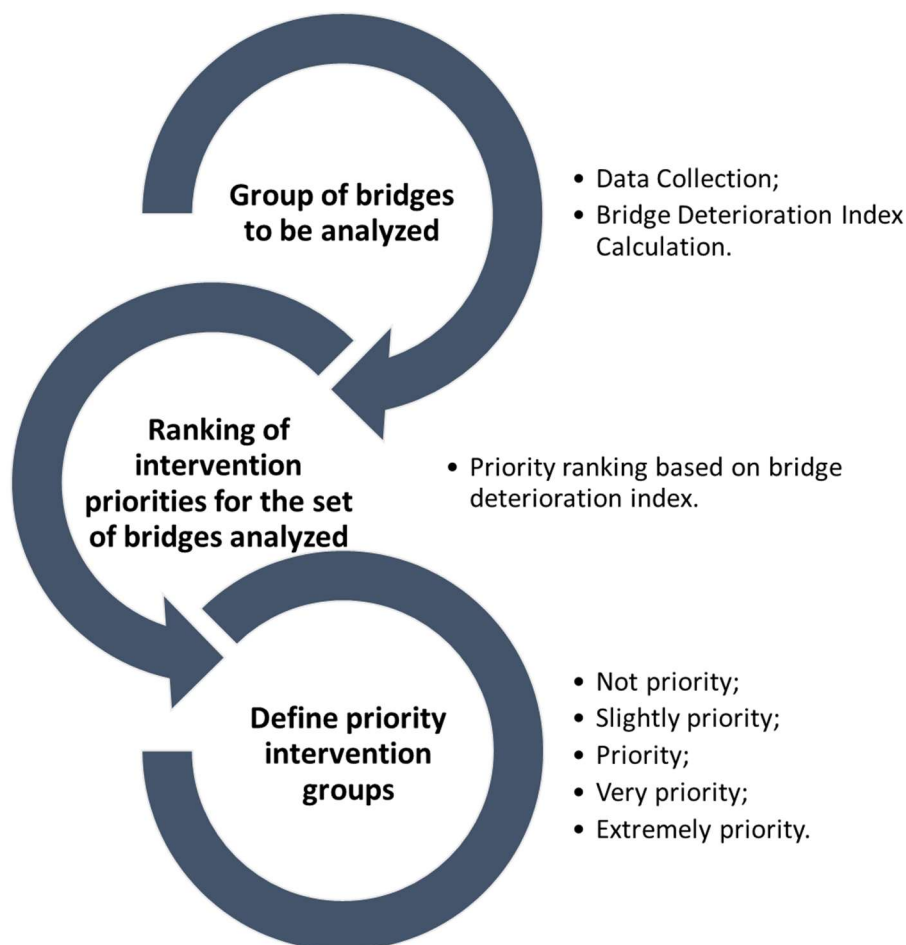 Group of bridges
to be analyzed
• Data Collection;
• Bridge Deterioration Index
Calculation.
Ranking of
intervention
priorities for the set
of bridges analyzed
• Priority ranking based on bridge
deterioration index.
Define priority
intervention
groups
• Not priority;
• Slightly priority;
• Priority;
• Very priority;
• Extremely priority.